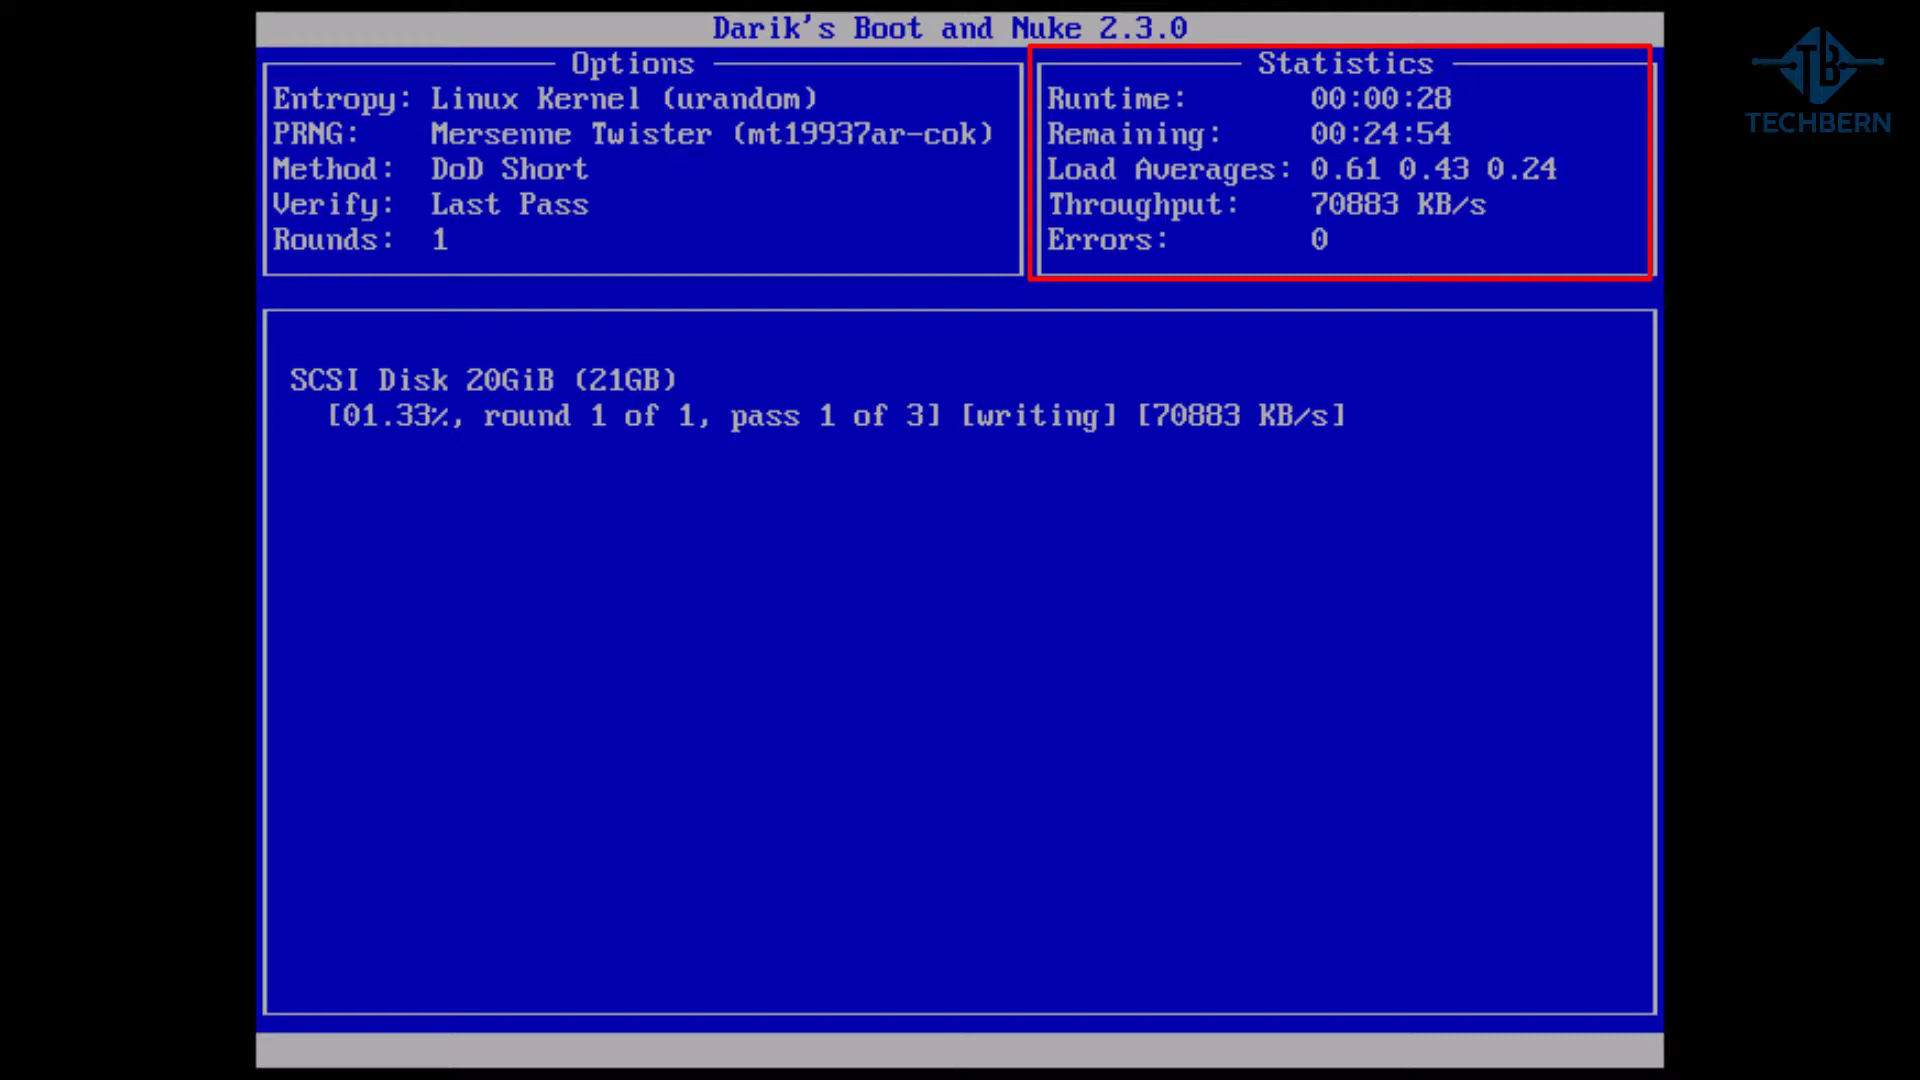 Darik's Boot and Nuke 2.3.0
Options
Entropy: Linux Kernel (urandom)
PRNG: Mersenne Twister (mt19937ar-cok)
Method: DoD Short
Verify: Last Pass
Rounds: 1
Statistics
Runtime: 00:00:28
Remaining: 00:24:54
Load Averages: 0.61 0.43 0.24
Throughput: 70883 KB/s
Errors: 0
SCSI Disk 20GiB (21GB)
[01.33%, round 1 of 1, pass 1 of 3] [writing] [70883 KB/s]
TB
TECHBERN